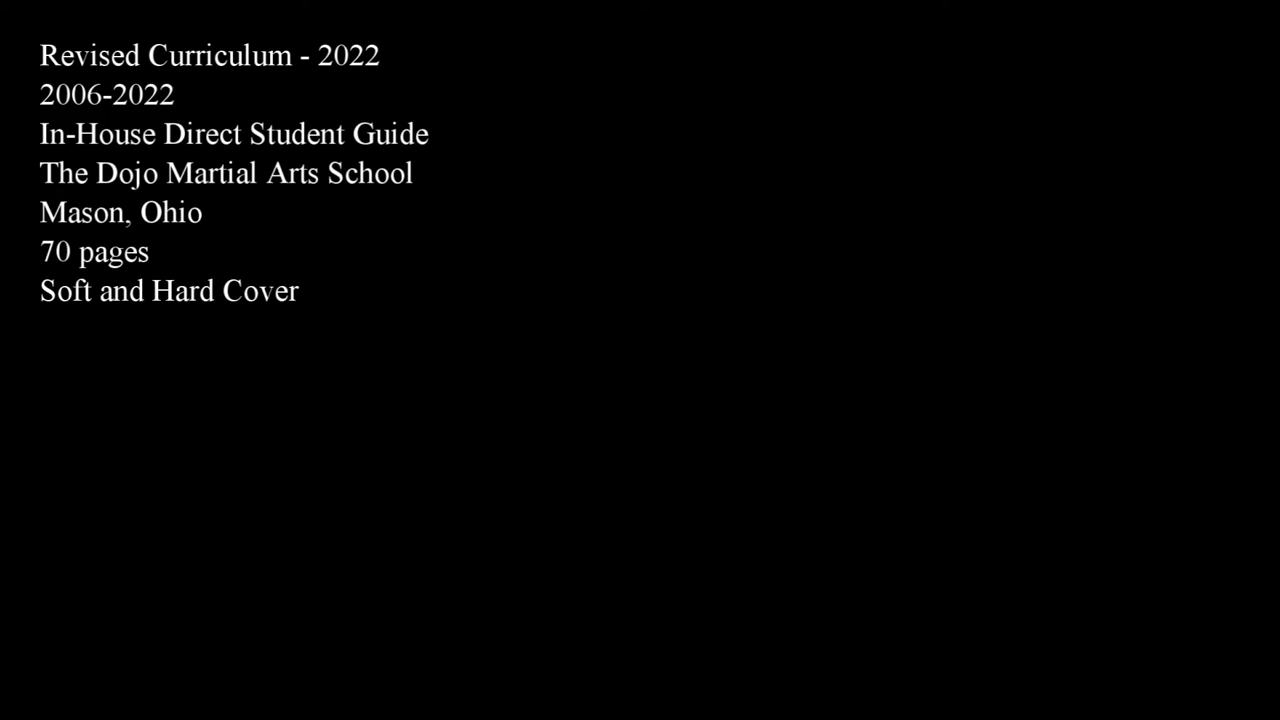 Revised Curriculum - 2022
2006-2022
In-House Direct Student Guide
The Dojo Martial Arts School
Mason, Ohio
70 pages
Soft and Hard Cover